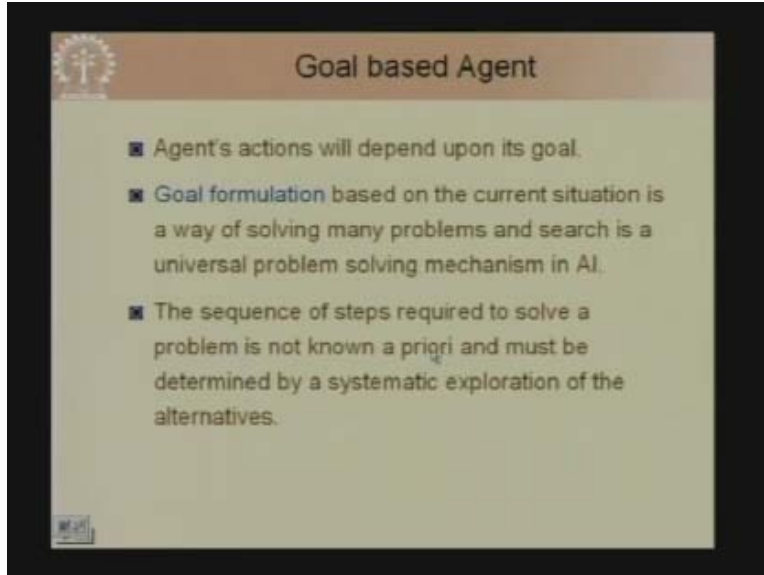 Goal based Agent
Agent's actions will depend upon its goal.
Goal formulation based on the current situation is
a way of solving many problems and search is a
universal problem solving mechanism in AI.
The sequence of steps required to solve a
problem is not known a priori and must be
determined by a systematic exploration of the
alternatives.